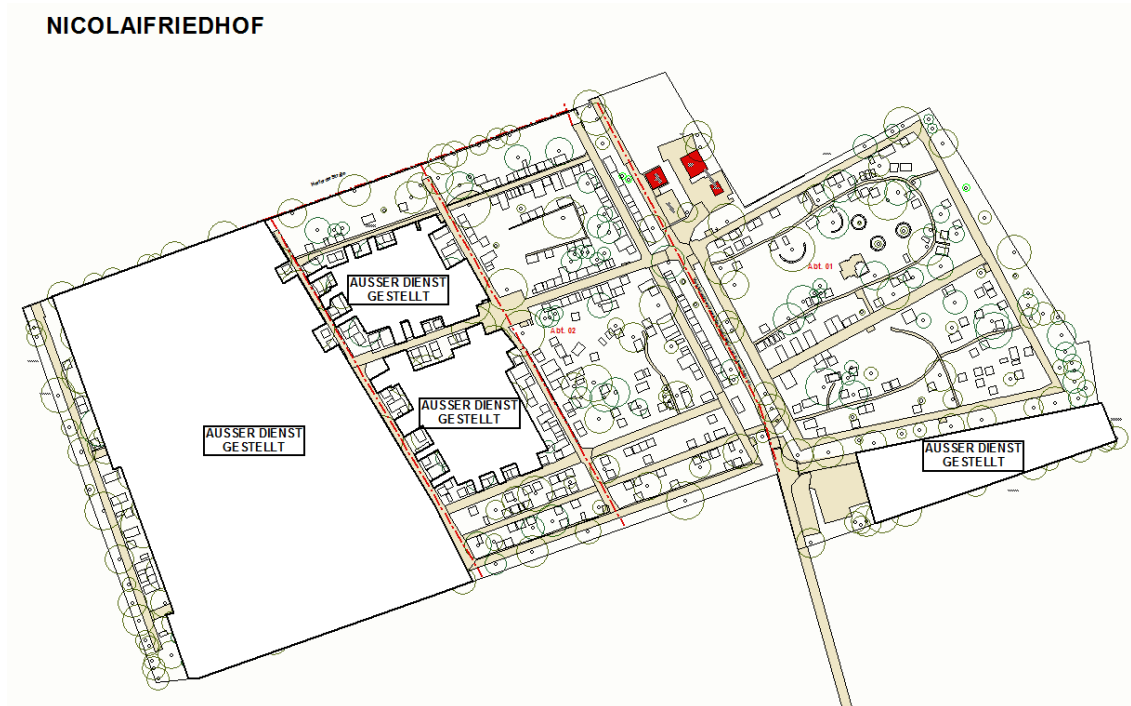 NICOLAIFRIEDHOF
Abt. 01
AUSSER DIENST
GESTELLT
Abt. 02
AUSSER DIENST
GESTELLT
AUSSER DIENST
GESTELLT
AUSSER DIENST
GESTELLT